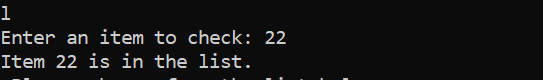 l
Enter an item to check: 22
Item 22 is in the list.